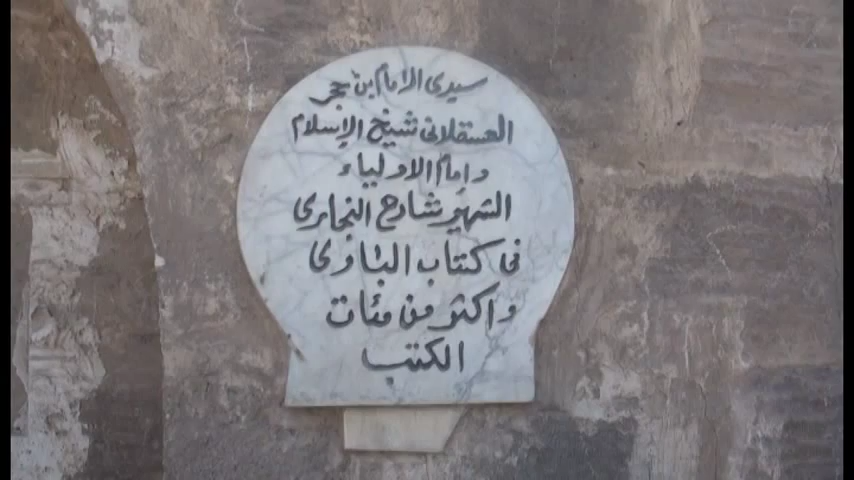 سيدى الامام ابن حجر
العسقلانى شيخ الإسلام
وإمام الاولياء
الشهير شارح البخارى
فى كتاب البارى
واكثر من مئات
الكتب